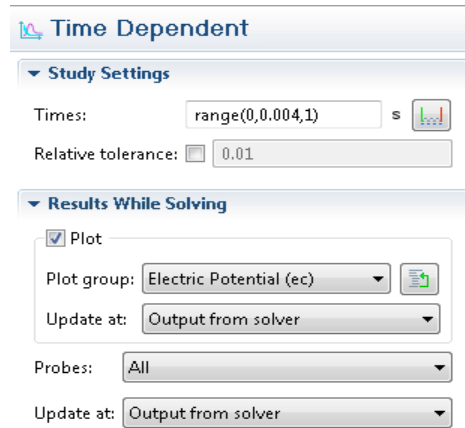 Time Dependent
Study Settings
Times: range(0,0.004,1) s
Relative tolerance: 0.01
Results While Solving
Plot
Plot group: Electric Potential (ec)
Update at: Output from solver
Probes: All
Update at: Output from solver